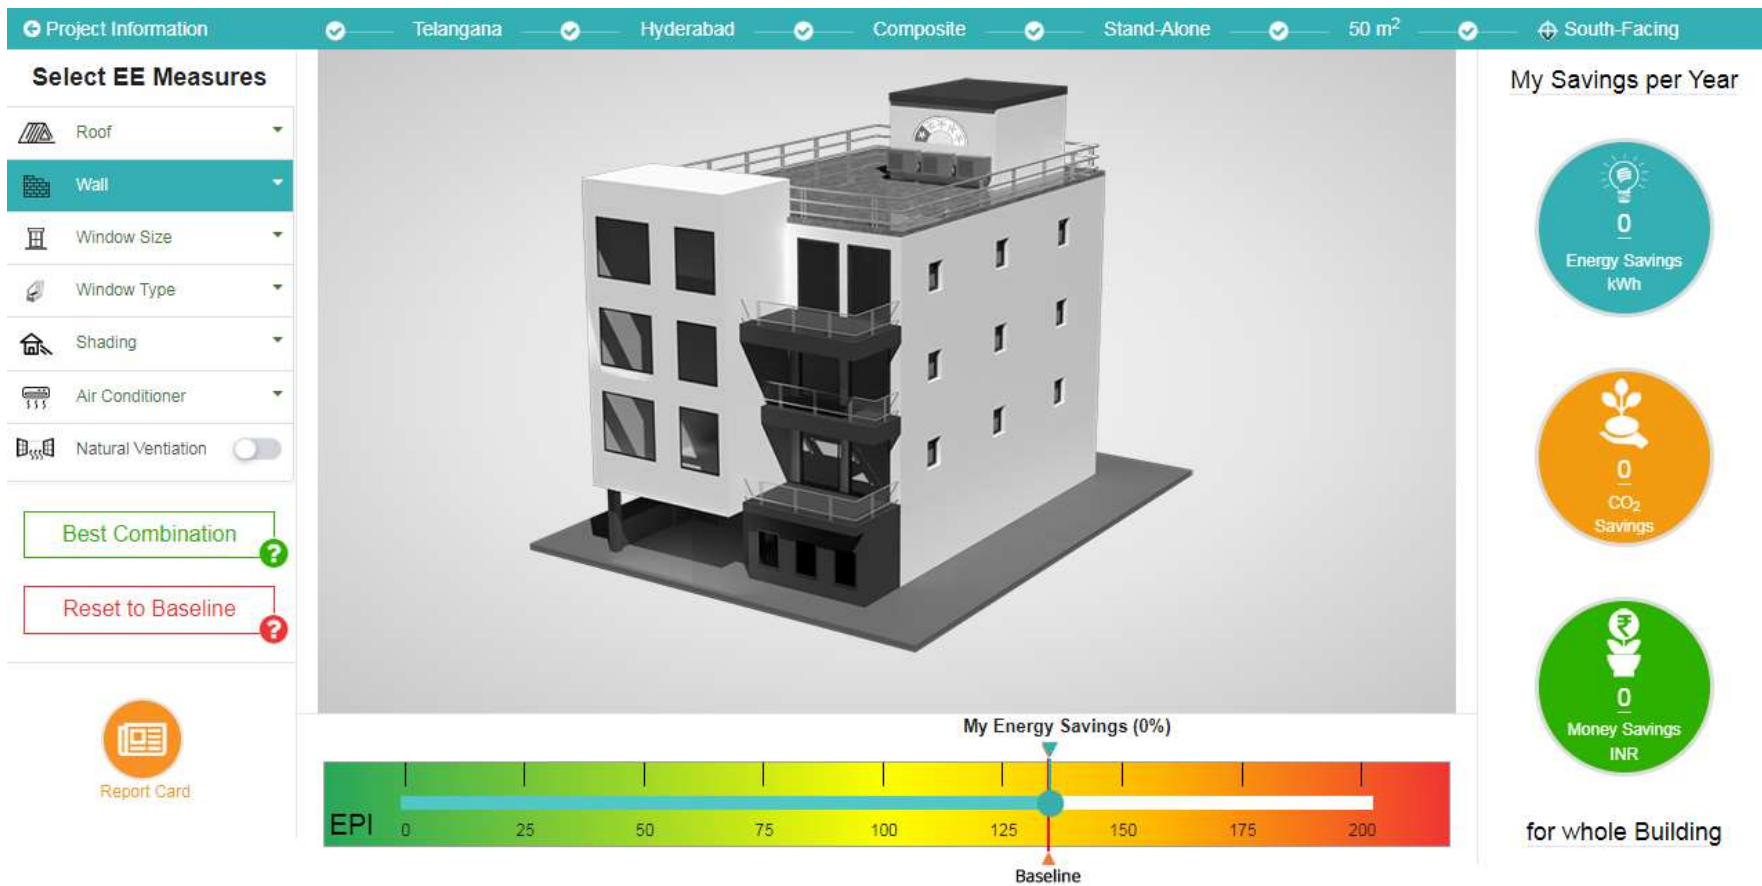 Project Information
Telangana
Hyderabad
Composite
Stand-Alone
50 m²
South-Facing
Select EE Measures
Roof
Wall
Window Size
Window Type
Shading
Air Conditioner
Natural Ventiation
Best Combination
?
Reset to Baseline
?
Report Card
My Energy Savings (0%)
EPI
0 25 50 75 100 125 150 175 200
Baseline
My Savings per Year
0
Energy Savings
kWh
0
CO₂
Savings
₹
0
Money Savings
INR
for whole Building